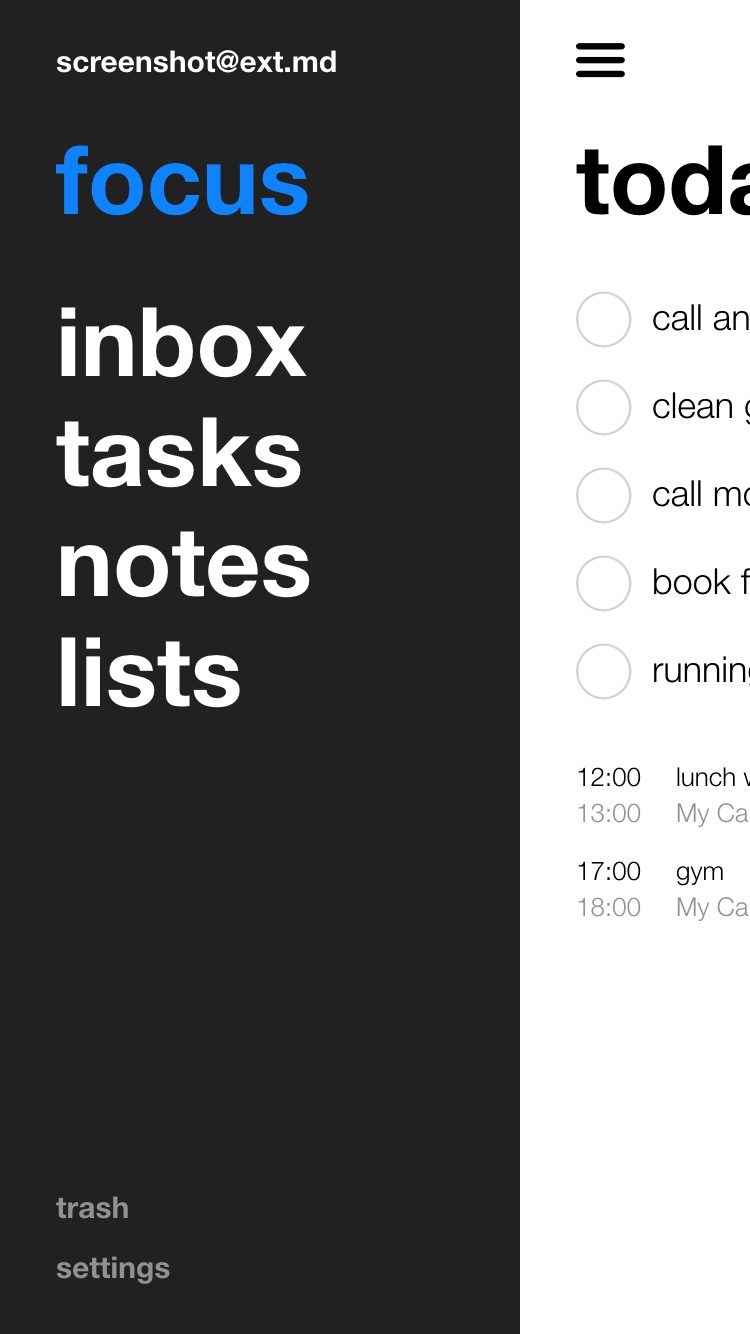 screenshot@ext.md
focus
inbox
tasks
notes
lists
trash
settings
call
clean
call
book
12:00 lunch
13:00 My
17:00 gym
18:00 My